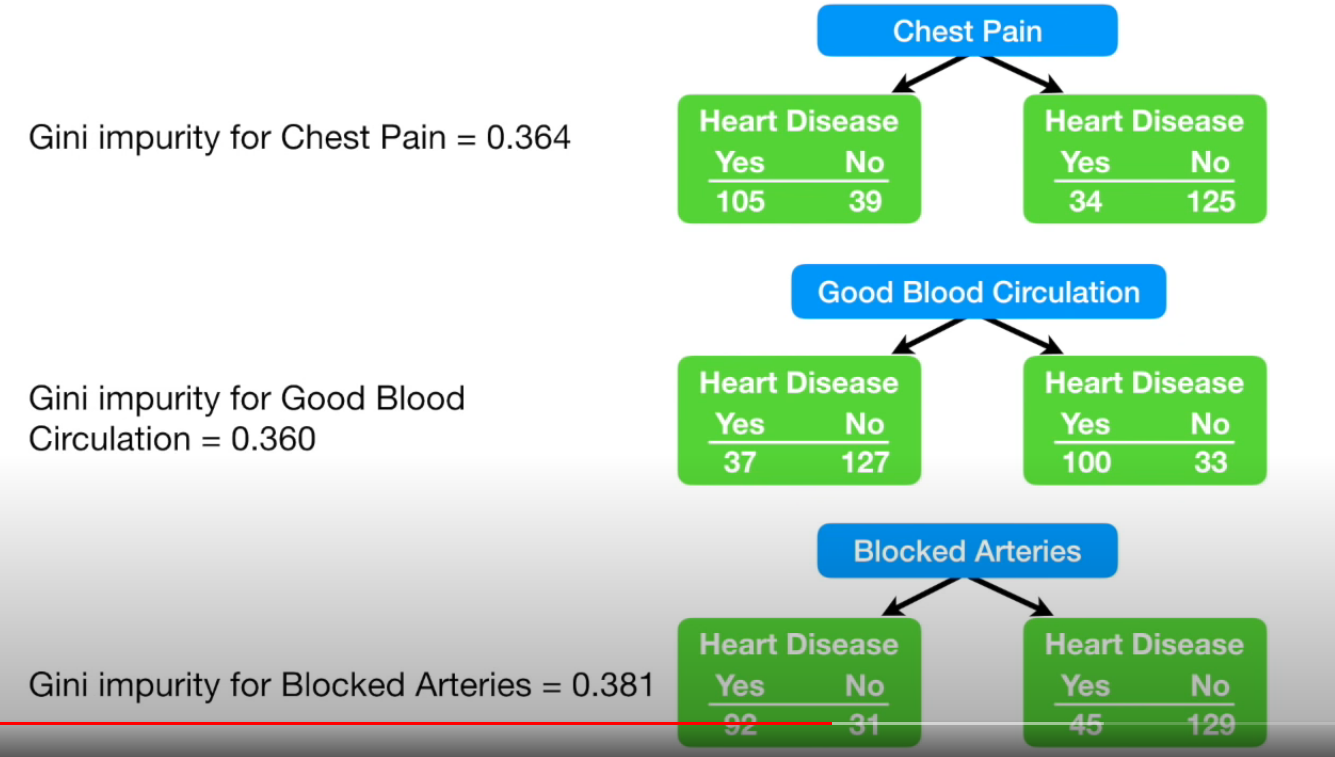 Chest Pain
Gini impurity for Chest Pain = 0.364
Heart Disease
Yes No
105 39
Heart Disease
Yes No
34 125
Good Blood Circulation
Gini impurity for Good Blood
Circulation = 0.360
Heart Disease
Yes No
37 127
Heart Disease
Yes No
100 33
Blocked Arteries
Gini impurity for Blocked Arteries = 0.381
Heart Disease
Yes No
92 31
Heart Disease
Yes No
45 129